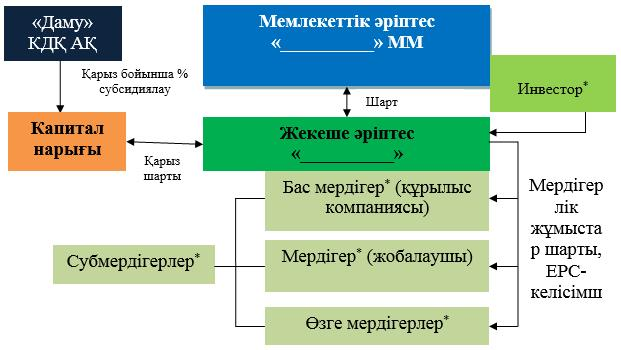 «Даму»
КДҚ АҚ
Мемлекеттік әріптес
«__________» ММ
Қарыз бойынша %
субсидиялау
Шарт
Инвестор*
Капитал
нарығы
Қарыз
шарты
Жекеше әріптес
«__________»
Бас мердігер* (құрылыс
компаниясы)
Мердігер
лік
жұмыста
р шарты,
ЕРС-
келісімш
Субмердігерлер*
Мердігер* (жобалаушы)
Өзге мердігерлер*